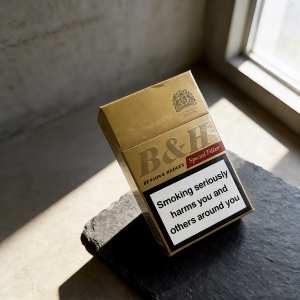 B&H
Special Filter
BENSON & HEDGES
Smoking seriously
harms you and
others around you